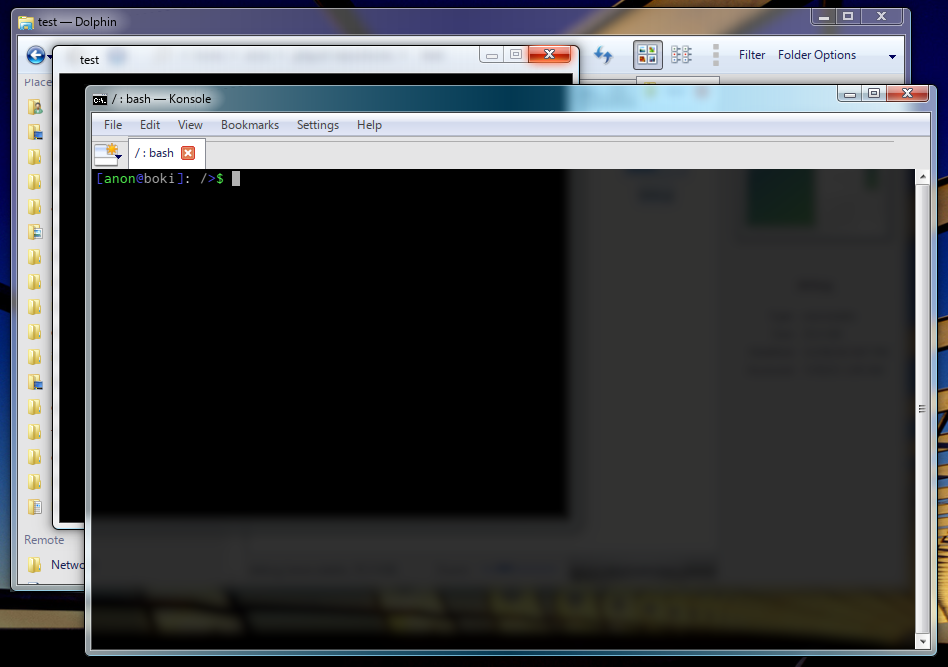 test — Dolphin
Filter
Folder Options
test
/ : bash — Konsole
File Edit View Bookmarks Settings Help
/ : bash
[anon@boki]: />$
Place
Remote
Netwo